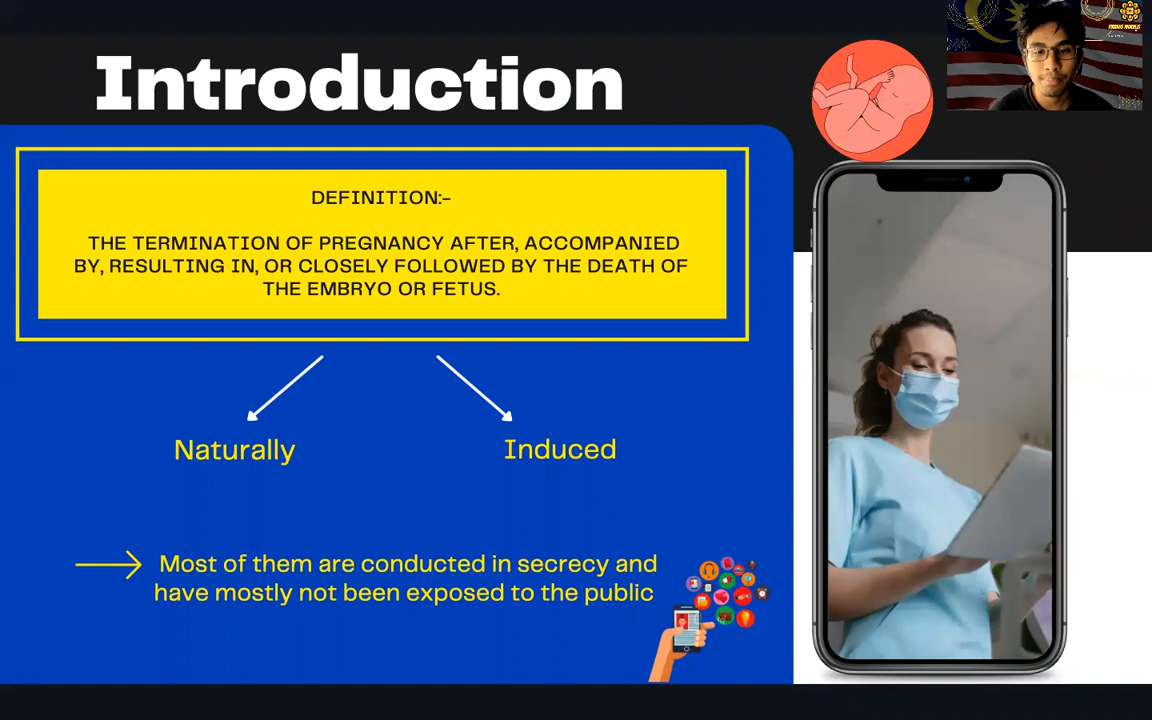 Introduction
DEFINITION:-
THE TERMINATION OF PREGNANCY AFTER, ACCOMPANIED
BY, RESULTING IN, OR CLOSELY FOLLOWED BY THE DEATH OF
THE EMBRYO OR FETUS.
Naturally
Induced
Most of them are conducted in secrecy and
have mostly not been exposed to the public